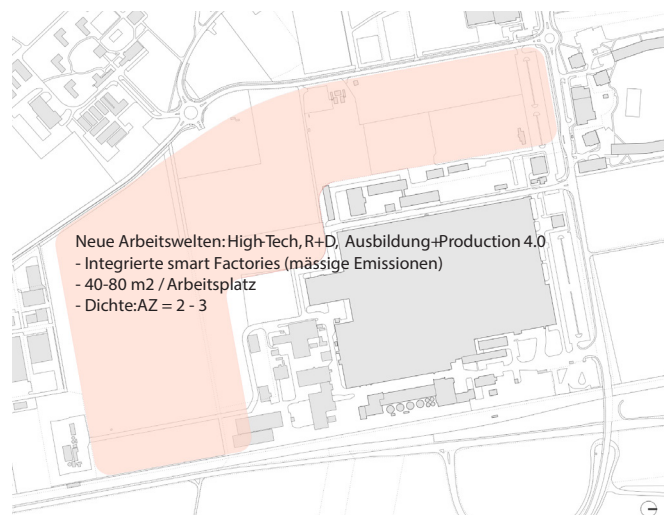 Neue Arbeitswelten: High-Tech, R+D, Ausbildung+Production 4.0
- Integrierte smart Factories (mässige Emissionen)
- 40-80 m2 / Arbeitsplatz
- Dichte: AZ = 2 - 3